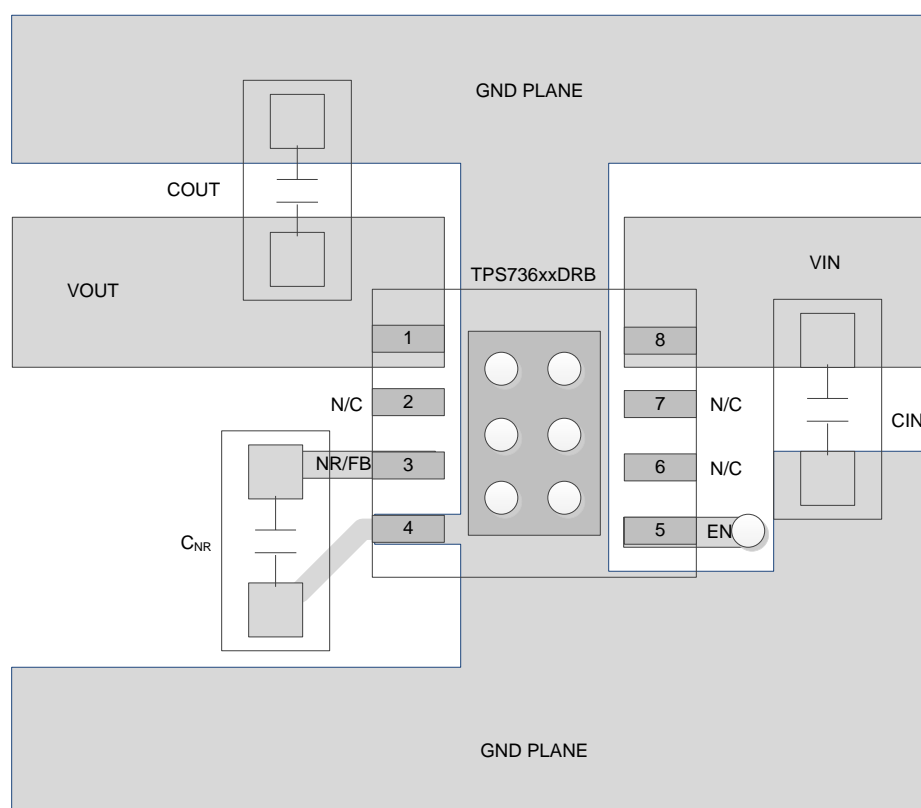 GND PLANE
COUT
VOUT
TPS736xxDRB
VIN
1
8
N/C
2
7
N/C
CIN
NR/FB
3
6
N/C
4
5
EN
CNR
GND PLANE